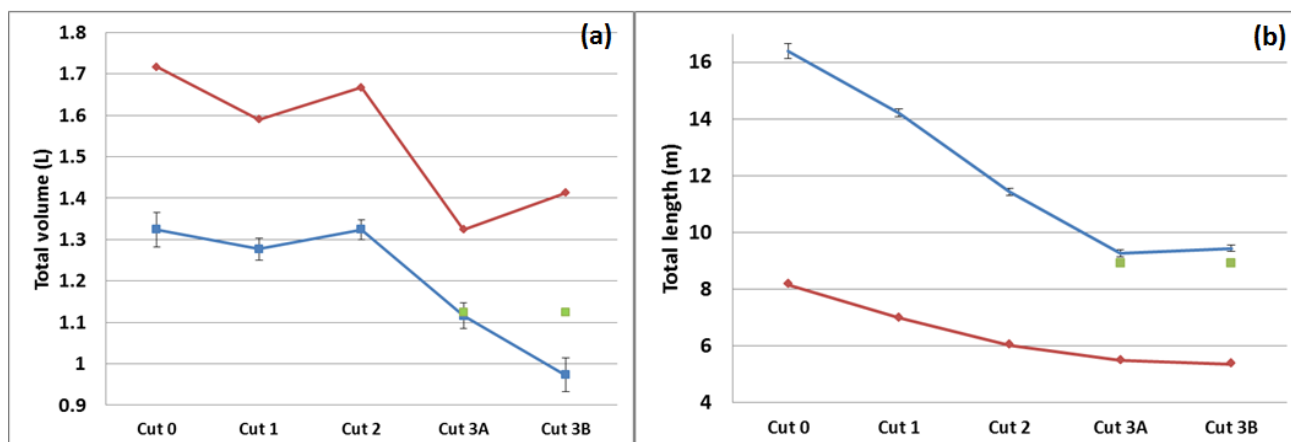 (a)
Total volume (L)
1.8
1.7
1.6
1.5
1.4
1.3
1.2
1.1
1
0.9
Cut 0 Cut 1 Cut 2 Cut 3A Cut 3B
(b)
Total length (m)
16
14
12
10
8
6
4
Cut 0 Cut 1 Cut 2 Cut 3A Cut 3B